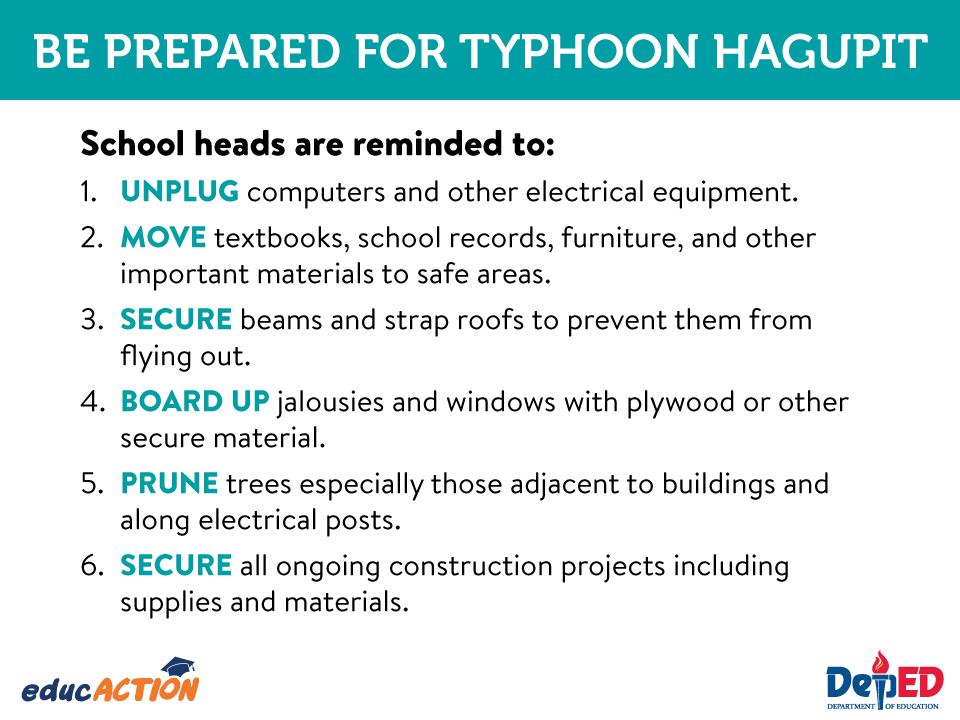 BE PREPARED FOR TYPHOON HAGUPIT
School heads are reminded to:
1. UNPLUG computers and other electrical equipment.
2. MOVE textbooks, school records, furniture, and other
important materials to safe areas.
3. SECURE beams and strap roofs to prevent them from
flying out.
4. BOARD UP jalousies and windows with plywood or other
secure material.
5. PRUNE trees especially those adjacent to buildings and
along electrical posts.
6. SECURE all ongoing construction projects including
supplies and materials.
educACTION
DepED
DEPARTMENT OF EDUCATION